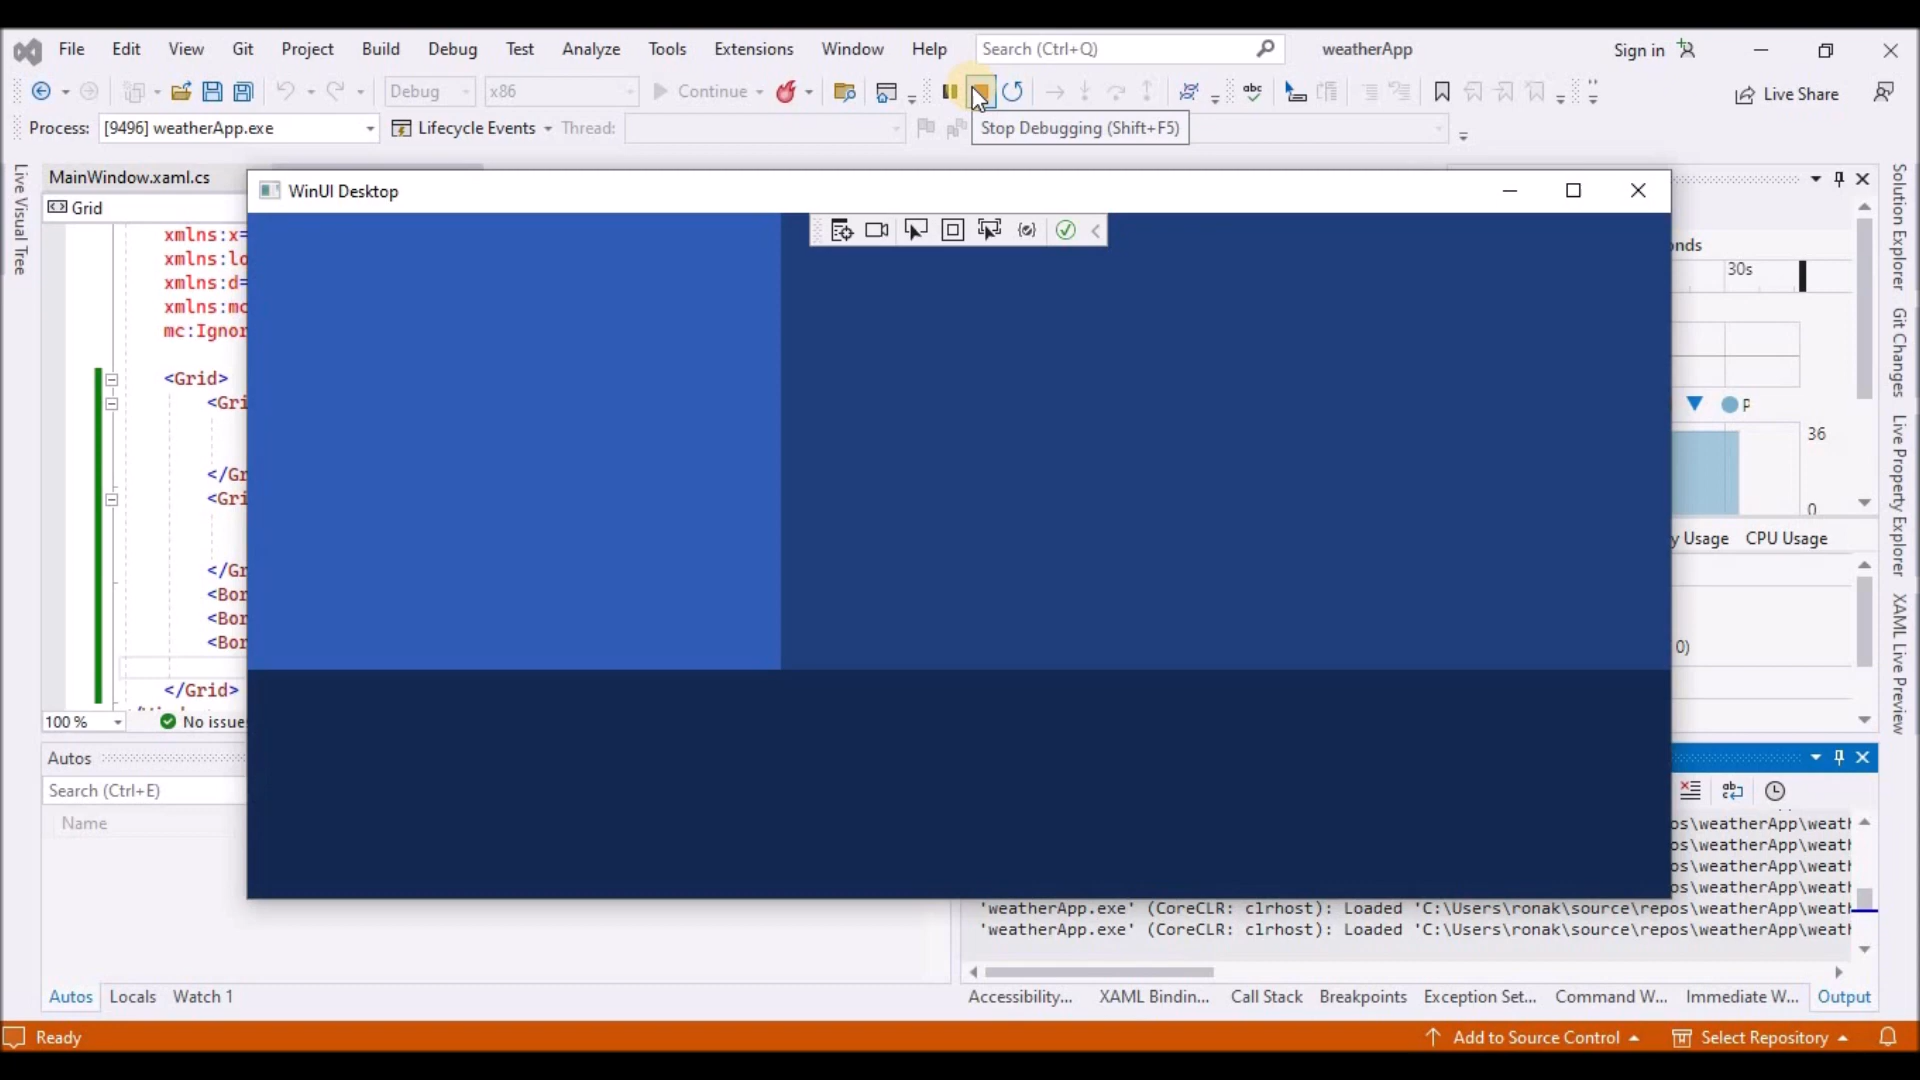 File Edit View Git Project Build Debug Test Analyze Tools Extensions Window Help Search (Ctrl+Q) weatherApp Sign in
Debug x86 Continue Live Share
Process: [9496] weatherApp.exe Lifecycle Events Thread: Stop Debugging (Shift+F5)
Live Visual Tree
MainWindow.xaml.cs
Grid
WinUI Desktop
xmlns:x=
xmlns:lo
xmlns:d=
xmlns:mc
mc:Ignor
<Grid>
<Gri
</Gr
<Gri
</Gr
<Bor
<Bor
<Bor
</Grid>
100 % No issue
onds
30s
P
36
0
y Usage CPU Usage
0)
Solution Explorer
Git Changes
Live Property Explorer
XAML Live Preview
Autos
Search (Ctrl+E)
Name
os\weatherApp\weath
os\weatherApp\weath
os\weatherApp\weath
os\weatherApp\weath
'weatherApp.exe' (CoreCLR: clrhost): Loaded 'C:\Users\ronak\source\repos\weatherApp\weath
'weatherApp.exe' (CoreCLR: clrhost): Loaded 'C:\Users\ronak\source\repos\weatherApp\weath
Autos Locals Watch 1
Accessibility... XAML Bindin... Call Stack Breakpoints Exception Set... Command W... Immediate W... Output
Ready Add to Source Control Select Repository